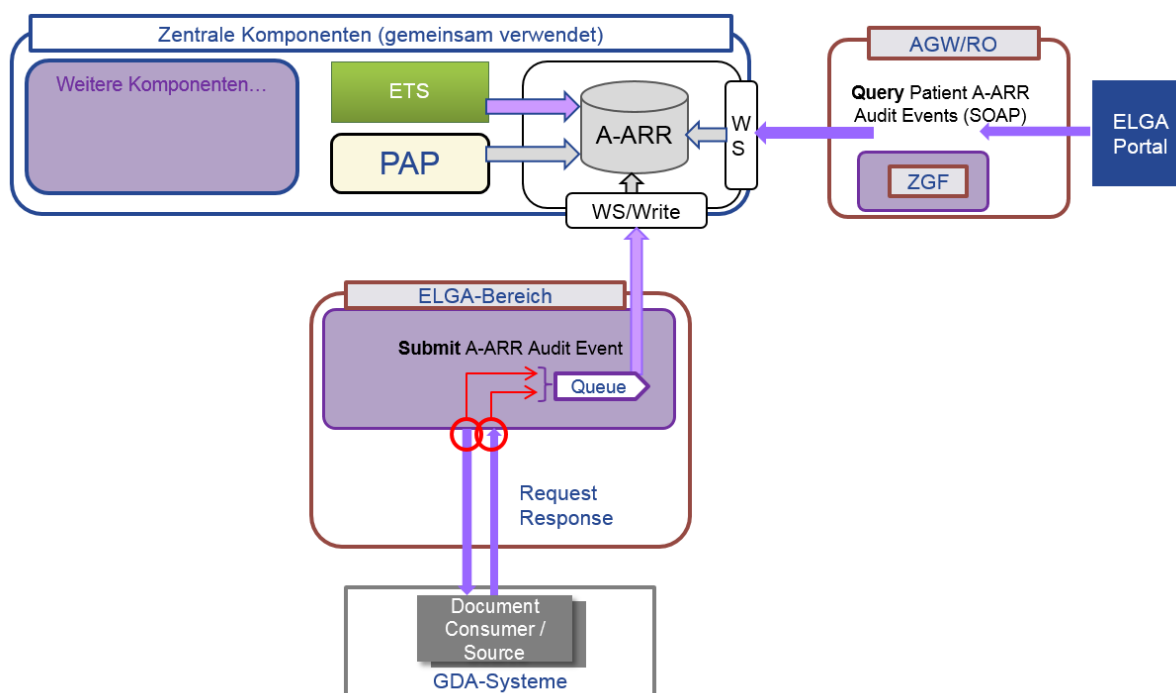 Zentrale Komponenten (gemeinsam verwendet)
Weitere Komponenten…
ETS
PAP
A-ARR
W
S
WS/Write
AGW/RO
Query Patient A-ARR
Audit Events (SOAP)
ZGF
ELGA
Portal
ELGA-Bereich
Submit A-ARR Audit Event
Queue
Request
Response
Document
Consumer /
Source
GDA-Systeme